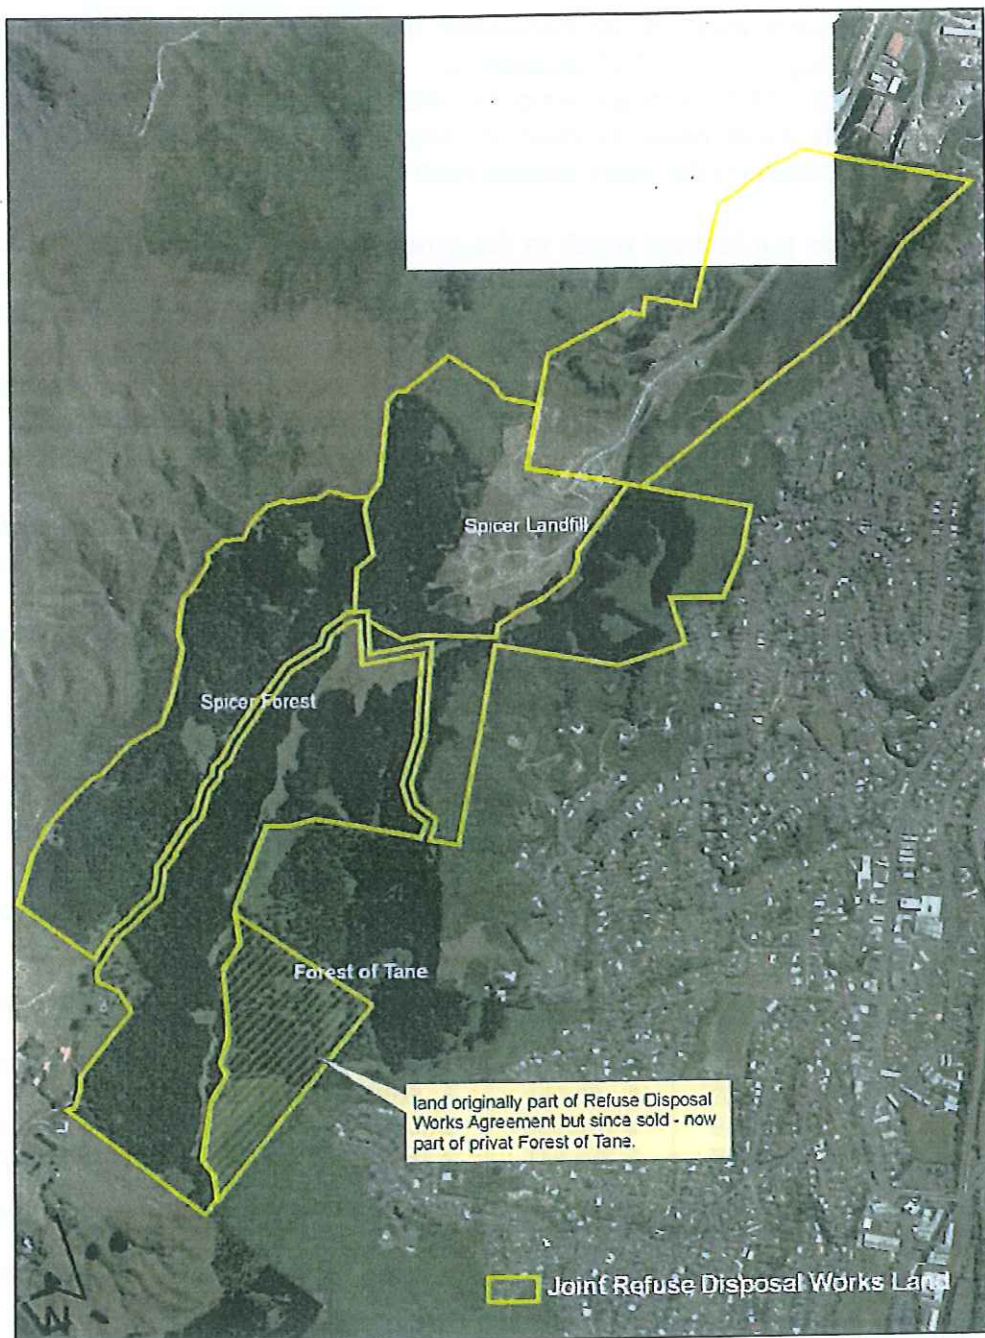 Spicer Landfill
Spicer Forest
Forest of Tane
land originally part of Refuse Disposal
Works Agreement but since sold - now
part of privat Forest of Tane.
Joint Refuse Disposal Works Land
N